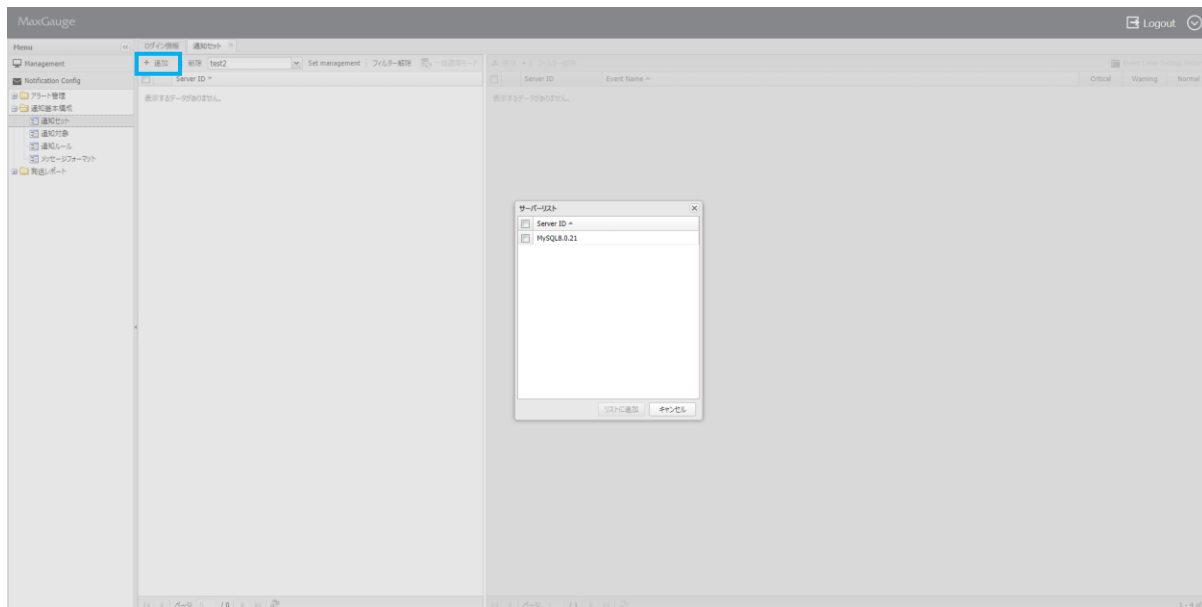 MaxGauge
Logout
Menu
ログイン情報 通知セット
Management
+ 追加 削除 test2 Set management フィルター解除
Notification Config
Server ID
Server ID Event Name Critical Warning Normal
アラート管理
表示するデータがありません。
表示するデータがありません。
通知基本構成
通知セット
通知対象
通知ルール
メッセージフォーマット
発送レポート
サーバーリスト
Server ID
MySQL8.0.21
リストに追加 キャンセル